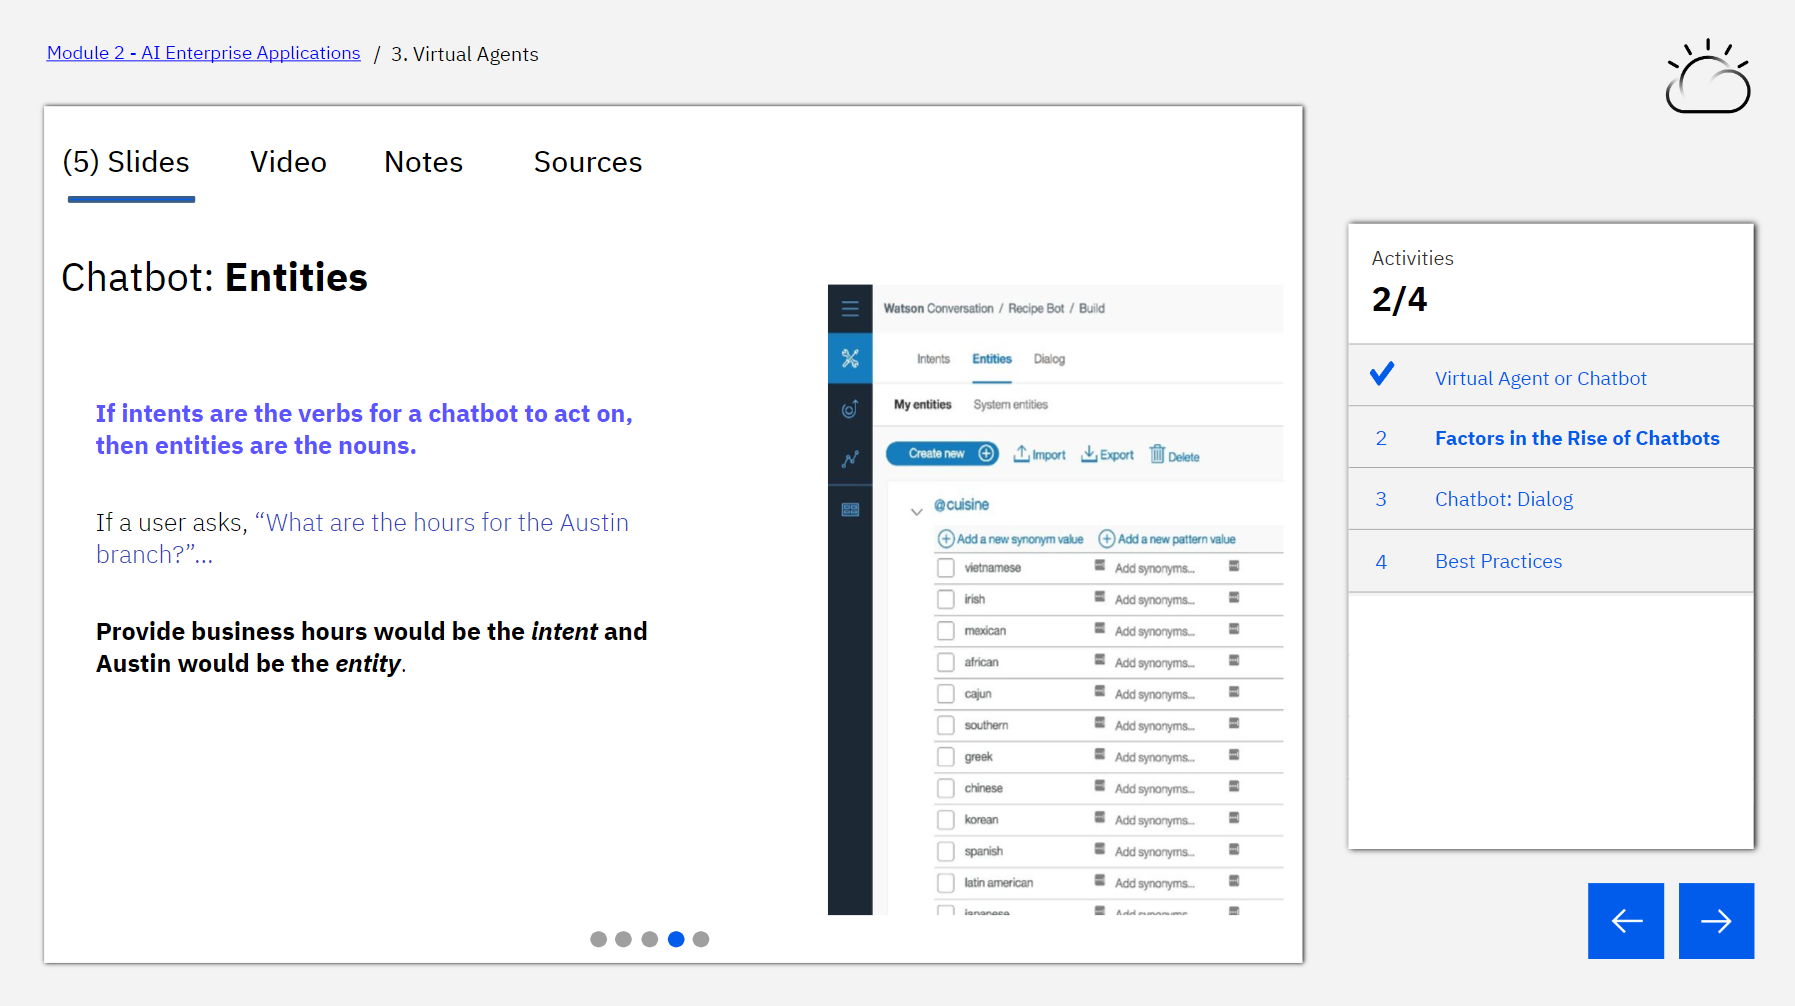 Module 2 - AI Enterprise Applications / 3. Virtual Agents
(5) Slides Video Notes Sources
Chatbot: Entities
If intents are the verbs for a chatbot to act on,
then entities are the nouns.
If a user asks, “What are the hours for the Austin
branch?”...
Provide business hours would be the intent and
Austin would be the entity.
Watson Conversation / Recipe Bot / Build
Intents Entities Dialog
My entities System entities
Create new Import Export Delete
@cuisine
Add a new synonym value Add a new pattern value
vietnamese Add synonyms...
irish Add synonyms...
mexican Add synonyms...
african Add synonyms...
cajun Add synonyms...
southern Add synonyms...
greek Add synonyms...
chinese Add synonyms...
korean Add synonyms...
spanish Add synonyms...
latin american Add synonyms...
japanese Add synonyms...
Activities
2/4
Virtual Agent or Chatbot
2 Factors in the Rise of Chatbots
3 Chatbot: Dialog
4 Best Practices